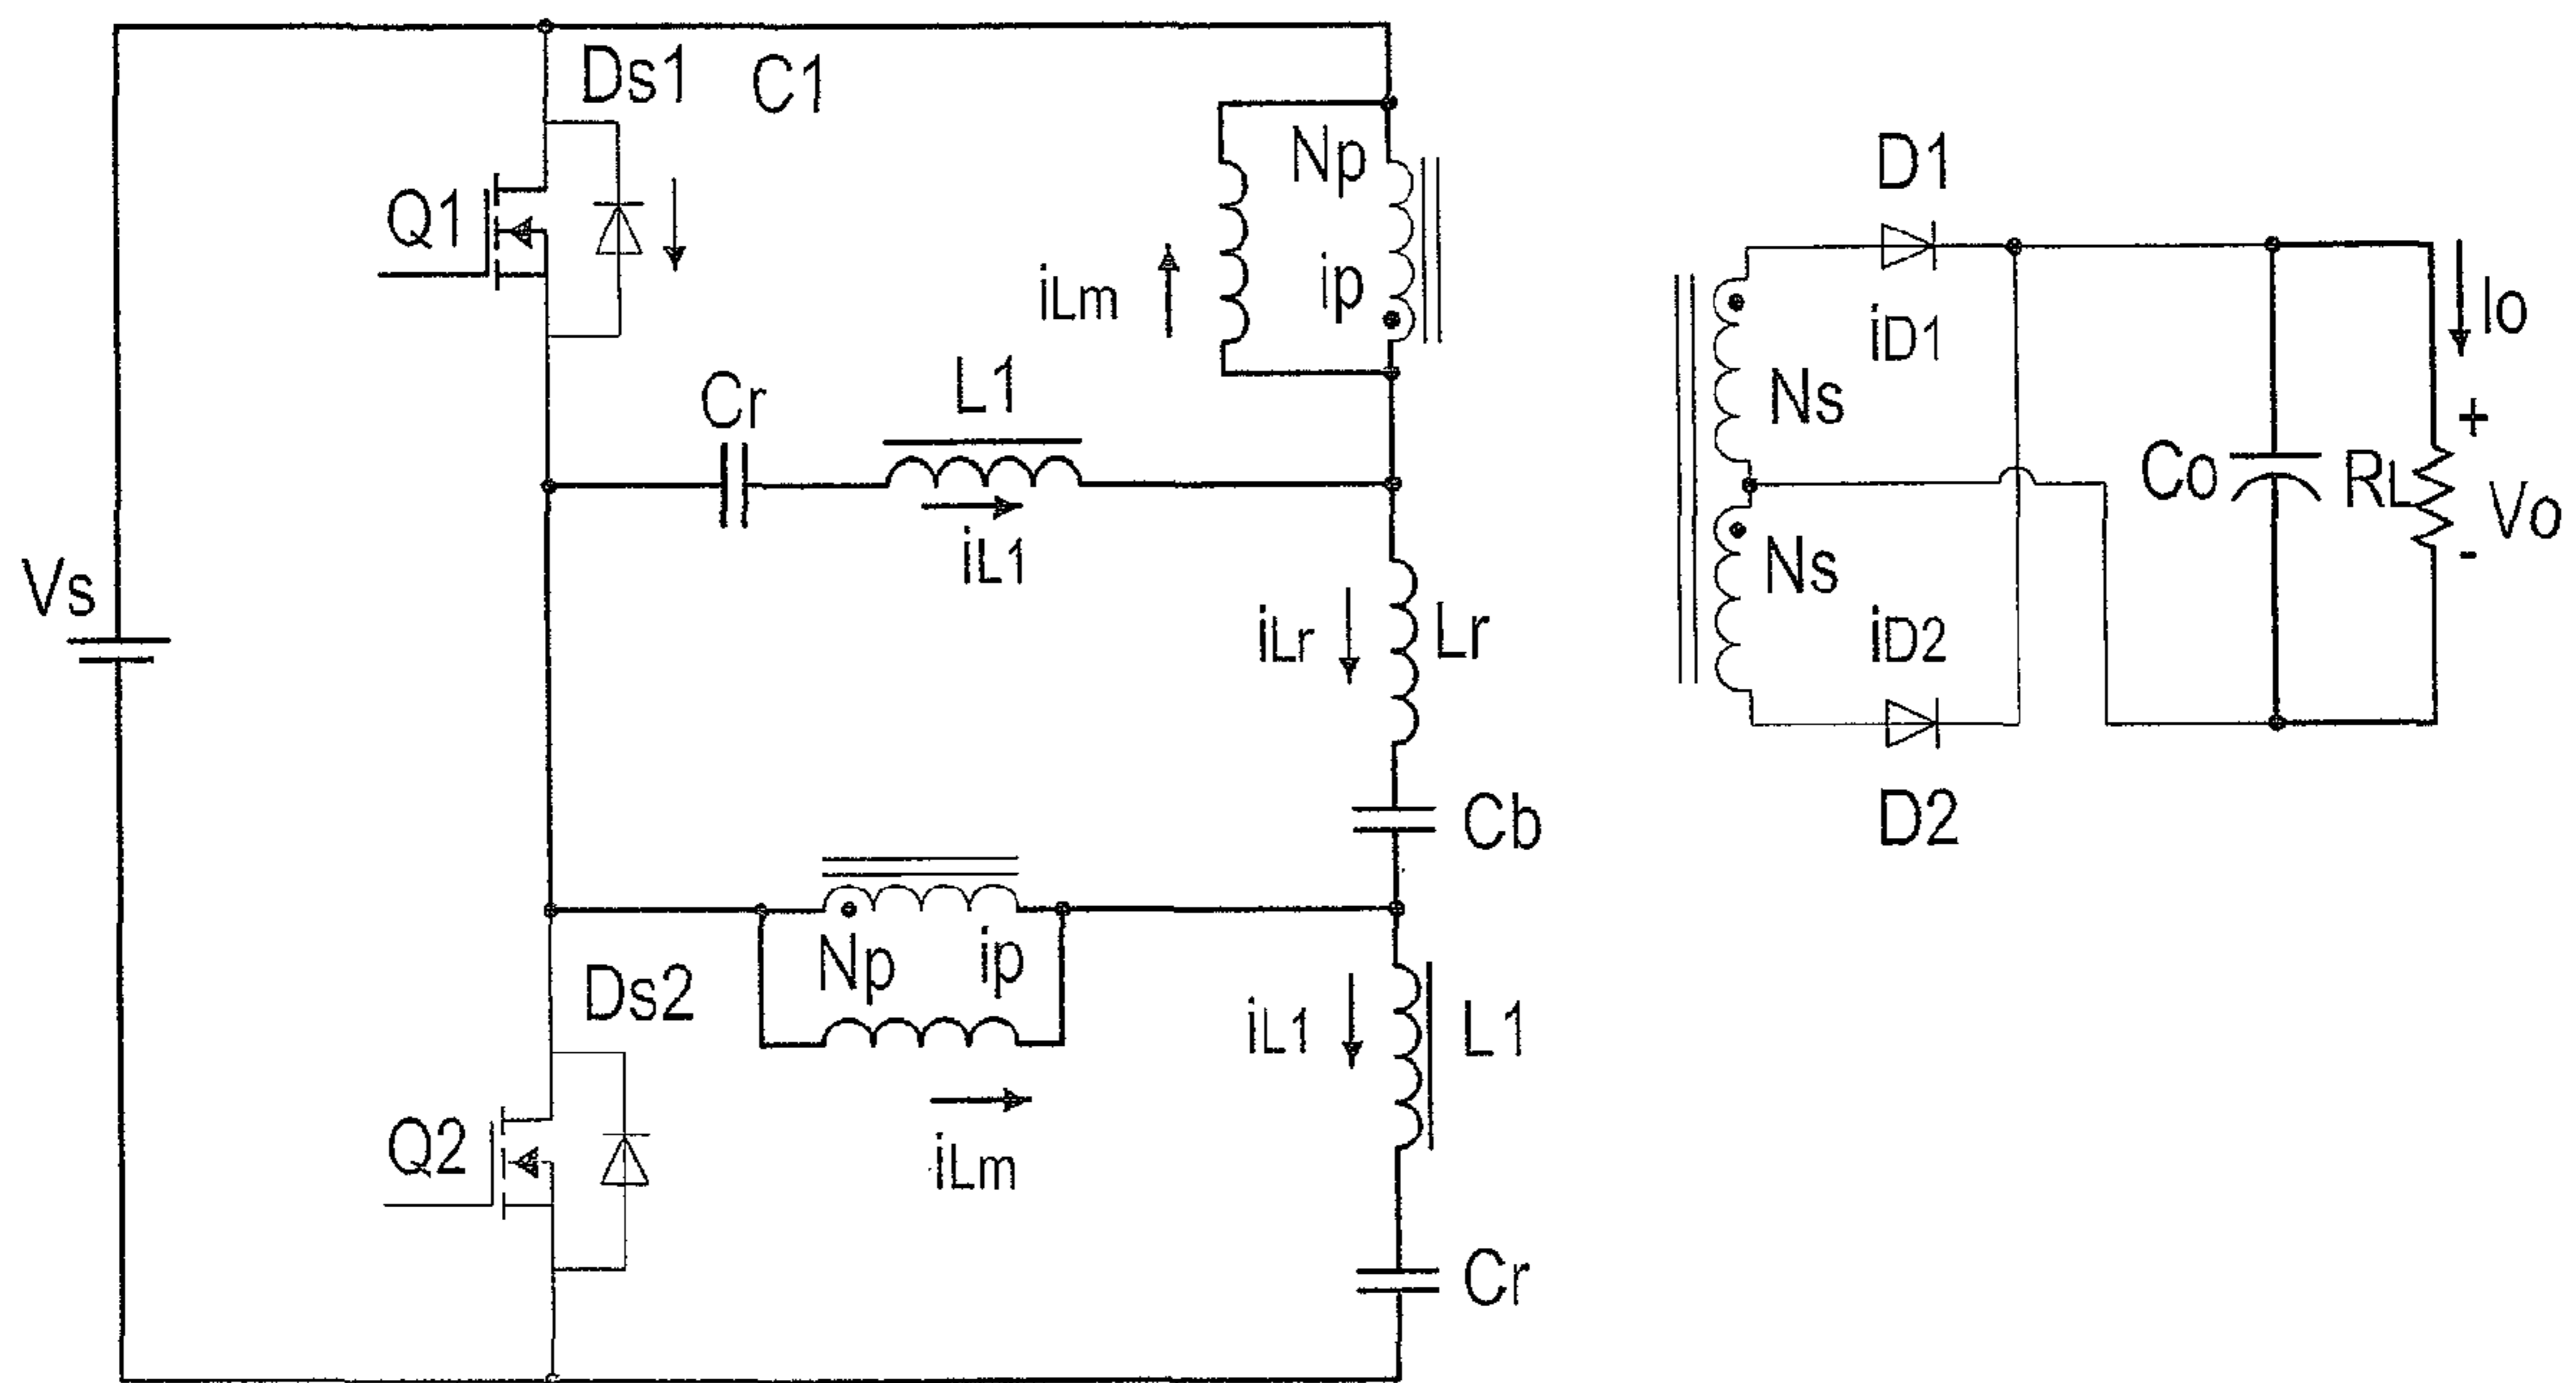 Ds1
C1
Np
D1
Q1
ip
iLm
iD1
Io
L1
Cr
Ns
+
Co
RL
Vo
-
iL1
Vs
Ns
iLr
Lr
iD2
Cb
D2
Np
ip
Ds2
iL1
L1
Q2
iLm
Cr